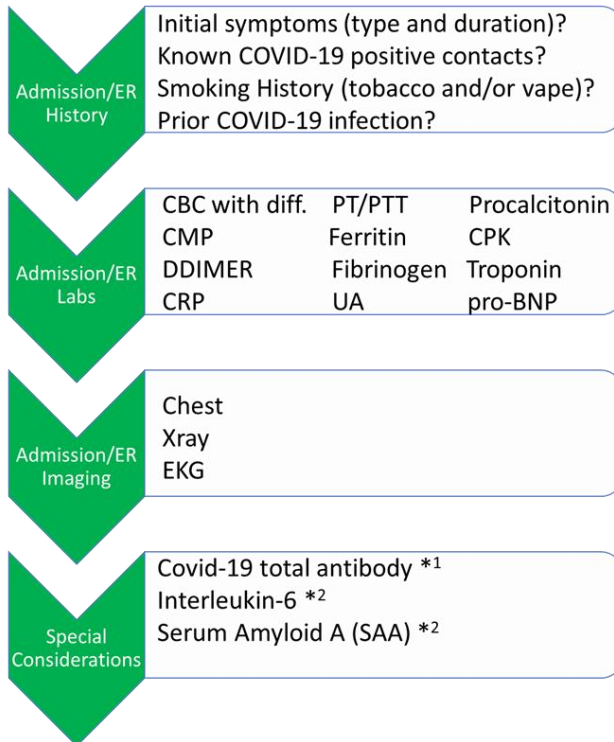 Admission/ER
History
Initial symptoms (type and duration)?
Known COVID-19 positive contacts?
Smoking History (tobacco and/or vape)?
Prior COVID-19 infection?
Admission/ER
Labs
CBC with diff. PT/PTT Procalcitonin
CMP Ferritin CPK
DDIMER Fibrinogen Troponin
CRP UA pro-BNP
Admission/ER
Imaging
Chest
Xray
EKG
Special
Considerations
Covid-19 total antibody *1
Interleukin-6 *2
Serum Amyloid A (SAA) *2